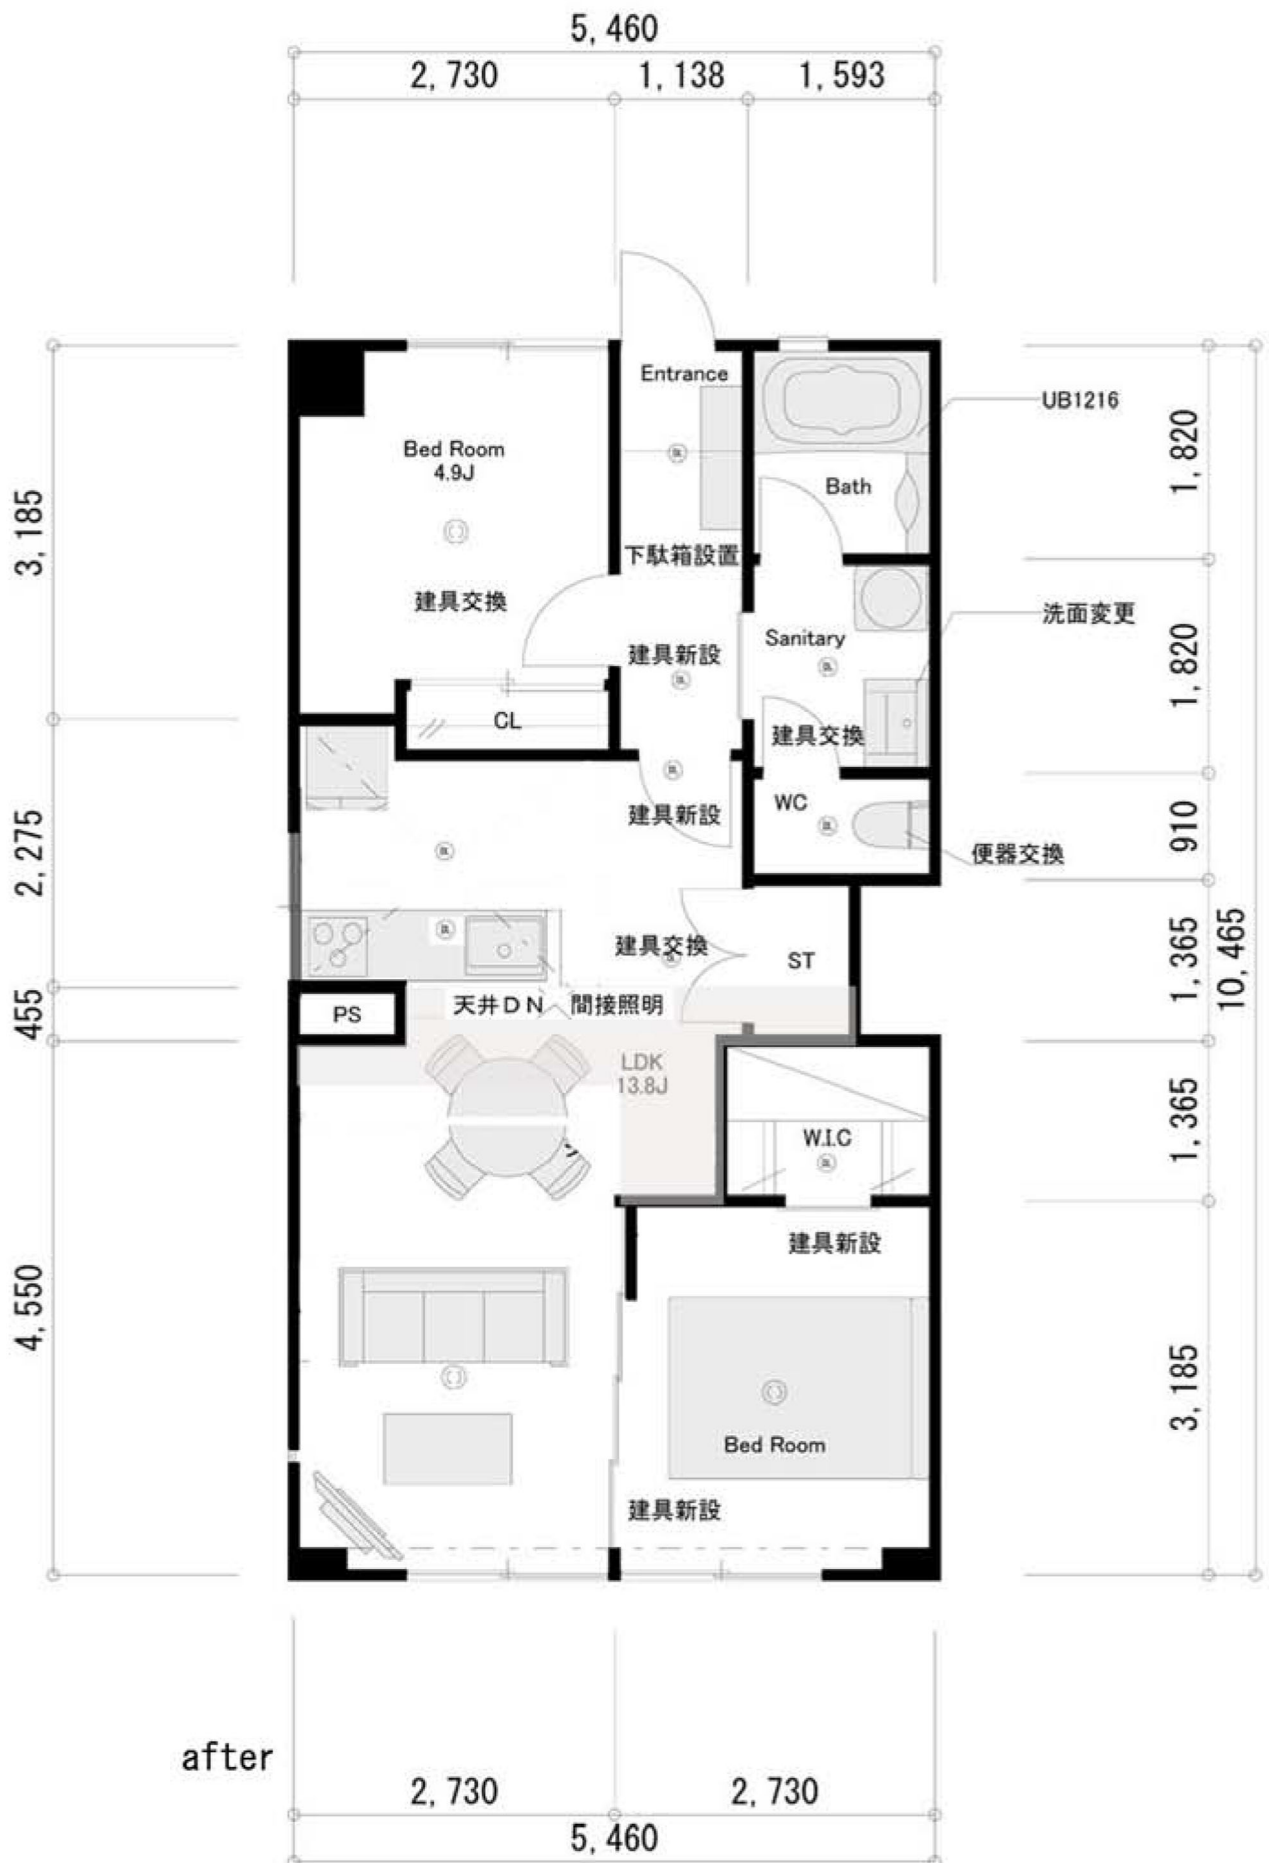 5,460
2,730
1,138
1,593
Entrance
UB1216
Bed Room
4.9J
Bath
1,820
3,185
下駄箱設置
建具交換
洗面変更
Sanitary
1,820
建具新設
CL
建具交換
WC
建具新設
910
便器交換
2,275
建具交換
ST
1,365
10,465
PS
天井DN
間接照明
455
LDK
13.8J
W.I.C
1,365
建具新設
4,550
3,185
Bed Room
建具新設
after
2,730
2,730
5,460